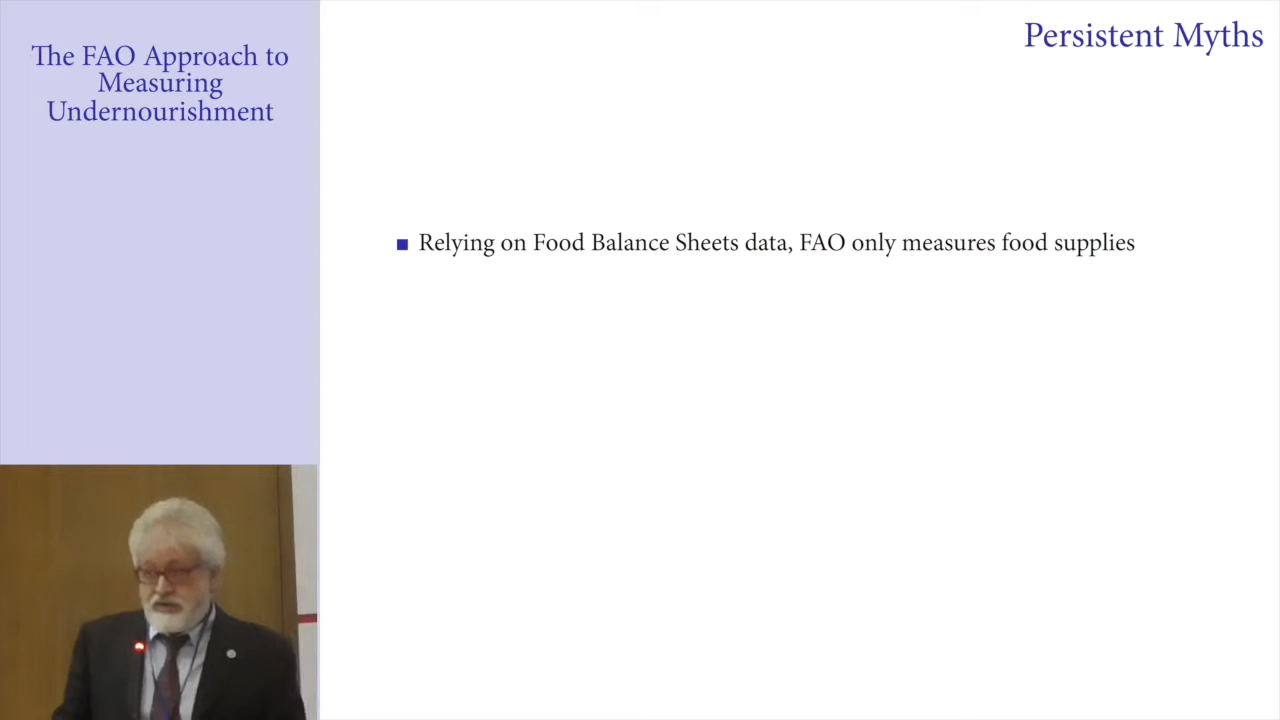 The FAO Approach to
Measuring
Undernourishment
Persistent Myths
Relying on Food Balance Sheets data, FAO only measures food supplies